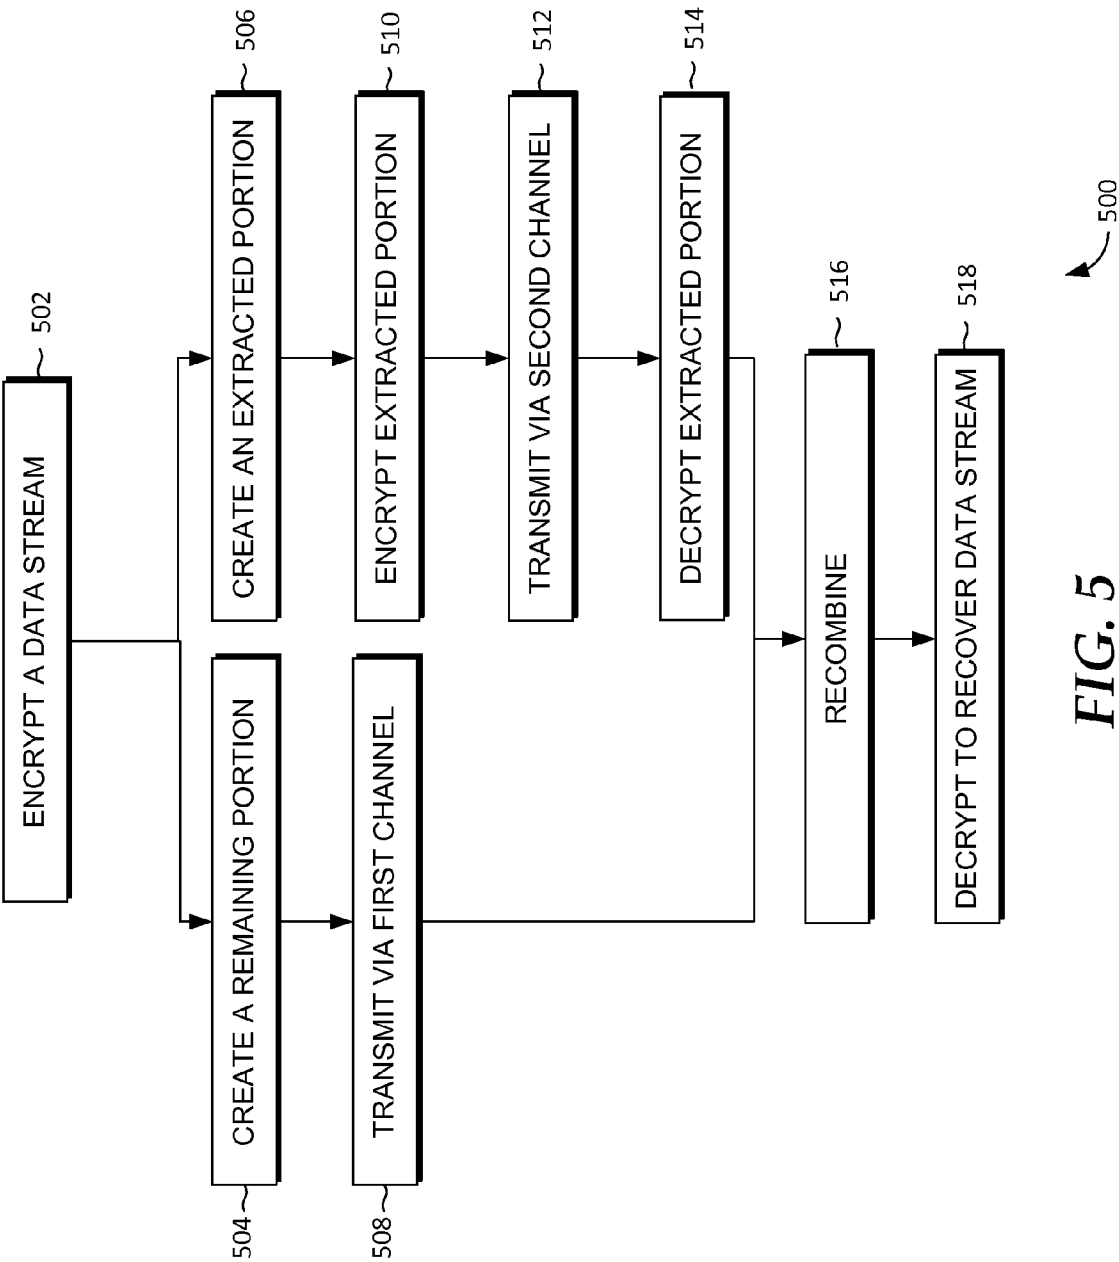 ENCRYPT A DATA STREAM
502
504
CREATE A REMAINING PORTION
CREATE AN EXTRACTED PORTION
506
508
TRANSMIT VIA FIRST CHANNEL
ENCRYPT EXTRACTED PORTION
510
TRANSMIT VIA SECOND CHANNEL
512
DECRYPT EXTRACTED PORTION
514
RECOMBINE
516
DECRYPT TO RECOVER DATA STREAM
518
500
FIG. 5